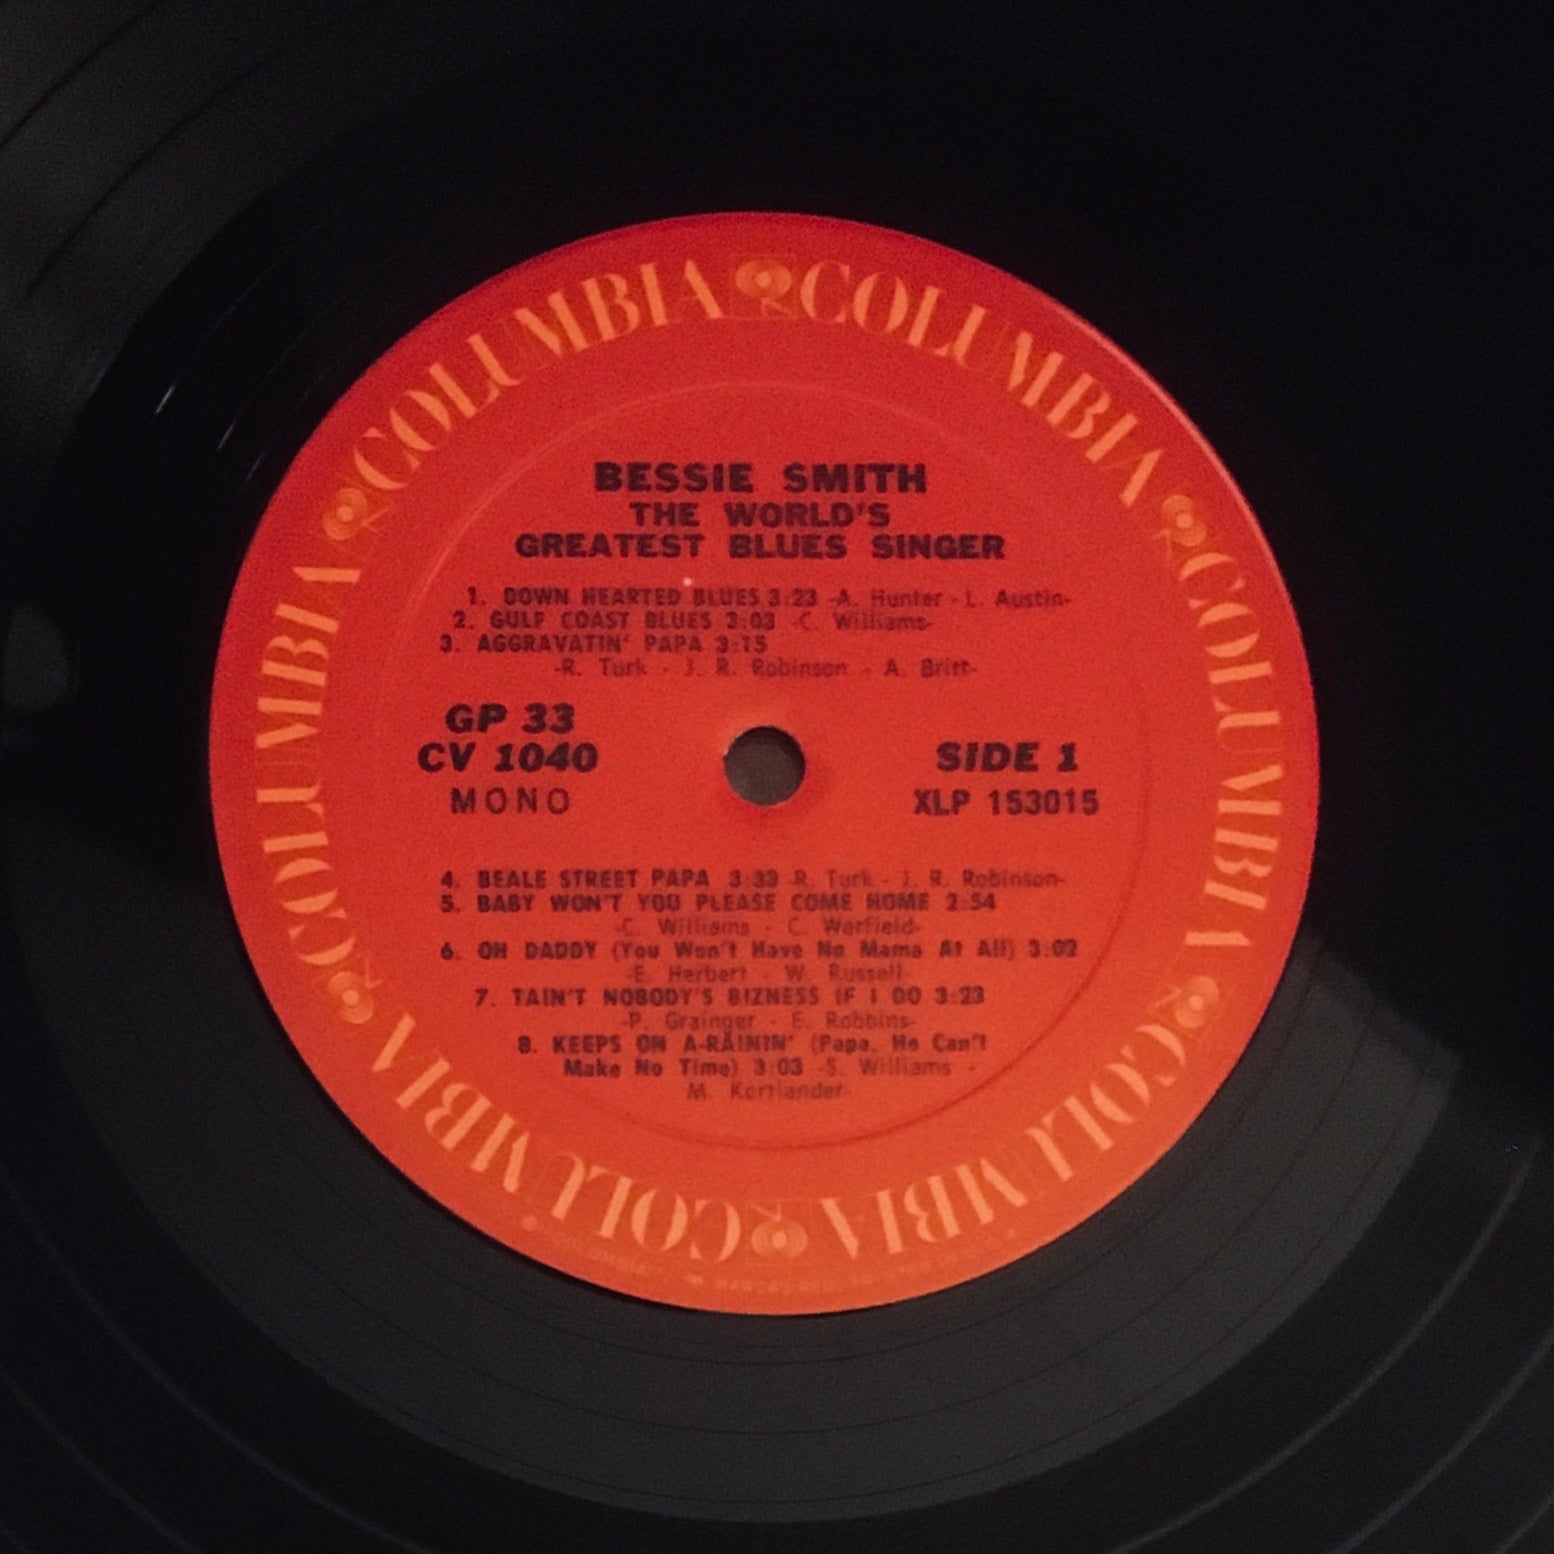 COLUMBIA COLUMBIA COLUMBIA COLUMBIA COLUMBIA COLUMBIA
BESSIE SMITH
THE WORLD'S
GREATEST BLUES SINGER
1. DOWN HEARTED BLUES 3:23 -A. Hunter - L. Austin-
2. GULF COAST BLUES 3:03 -C. Williams-
3. AGGRAVATIN' PAPA 3:15
-R. Turk - J. R. Robinson - A. Britt-
GP 33
CV 1040
MONO
SIDE 1
XLP 153015
4. BEALE STREET PAPA 3:33 -R. Turk - J. R. Robinson-
5. BABY WON'T YOU PLEASE COME HOME 2:54
-C. Williams - C. Warfield-
6. OH DADDY (You Won't Have No Mama At All) 3:02
-E. Herbert - W. Russell-
7. TAIN'T NOBODY'S BIZNESS IF I DO 3:23
-P. Grainger - E. Robbins-
8. KEEPS ON A-RAININ' (Papa, He Can't
Make No Time) 3:03 -S. Williams -
M. Kortlander-